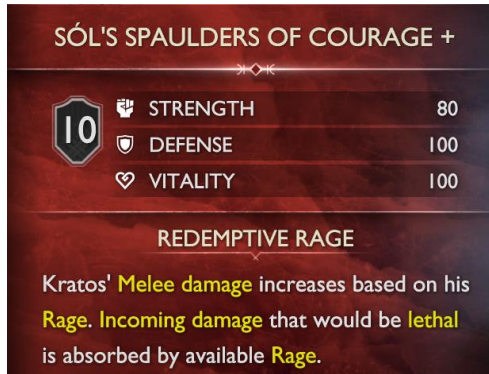 SÓL'S SPAULDERS OF COURAGE +
10
STRENGTH 80
DEFENSE 100
VITALITY 100
REDEMPTIVE RAGE
Kratos' Melee damage increases based on his
Rage. Incoming damage that would be lethal
is absorbed by available Rage.